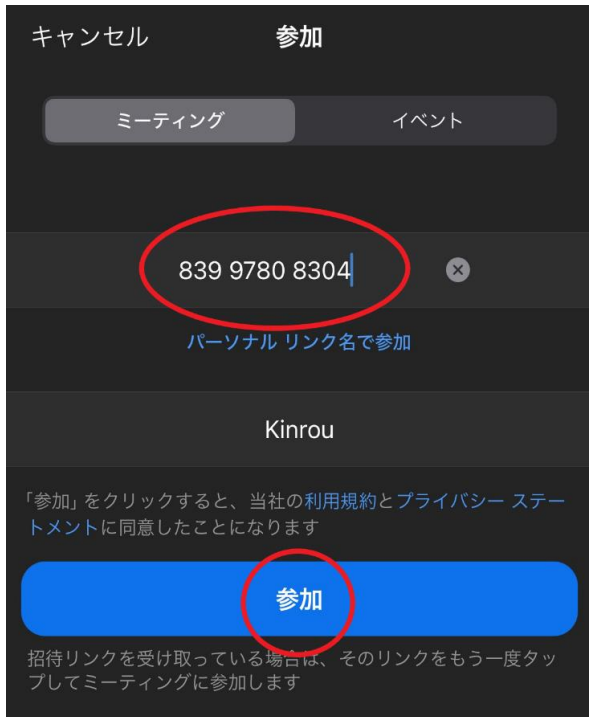 キャンセル 参加
ミーティング イベント
839 9780 8304
パーソナル リンク名で参加
Kinrou
「参加」をクリックすると、当社の利用規約とプライバシー ステー
トメントに同意したことになります
参加
招待リンクを受け取っている場合は、そのリンクをもう一度タッ
プしてミーティングに参加します